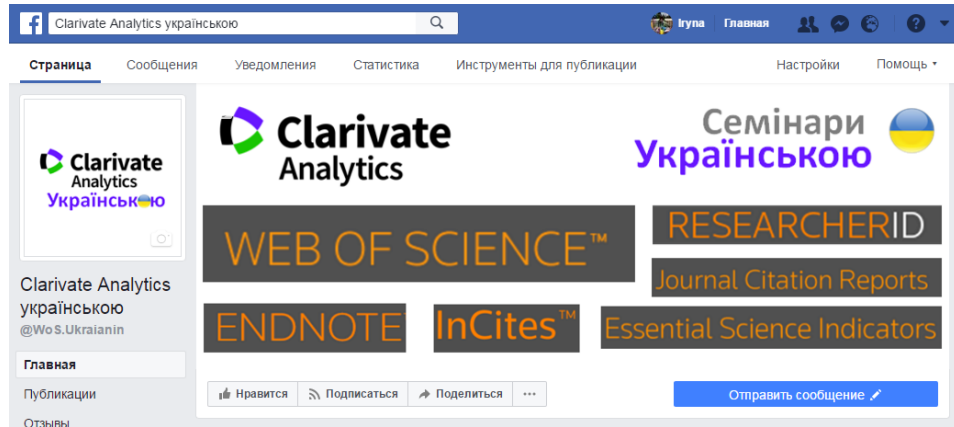 Clarivate Analytics українською
Iryna Главная
Страница Сообщения Уведомления Статистика Инструменты для публикации Настройки Помощь
Clarivate
Analytics
Українською
Clarivate
Analytics
Семінари
Українською
WEB OF SCIENCE™
RESEARCHERID
Journal Citation Reports
ENDNOTE
InCites™
Essential Science Indicators
Clarivate Analytics
українською
@WoS.Ukraianin
Главная
Публикации
Отзывы
Нравится Подписаться Поделиться ··· Отправить сообщение